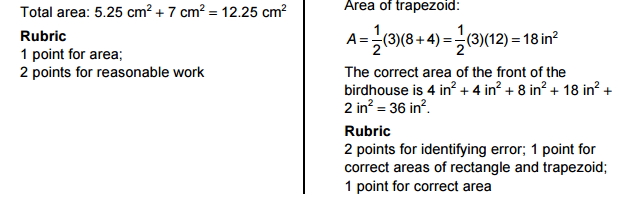 Total area: 5.25 cm² + 7 cm² = 12.25 cm²
Rubric
1 point for area;
2 points for reasonable work
Area of trapezoid:
A = 1/2 (3)(8 + 4) = 1/2 (3)(12) = 18 in²
The correct area of the front of the
birdhouse is 4 in² + 4 in² + 8 in² + 18 in² +
2 in² = 36 in².
Rubric
2 points for identifying error; 1 point for
correct areas of rectangle and trapezoid;
1 point for correct area